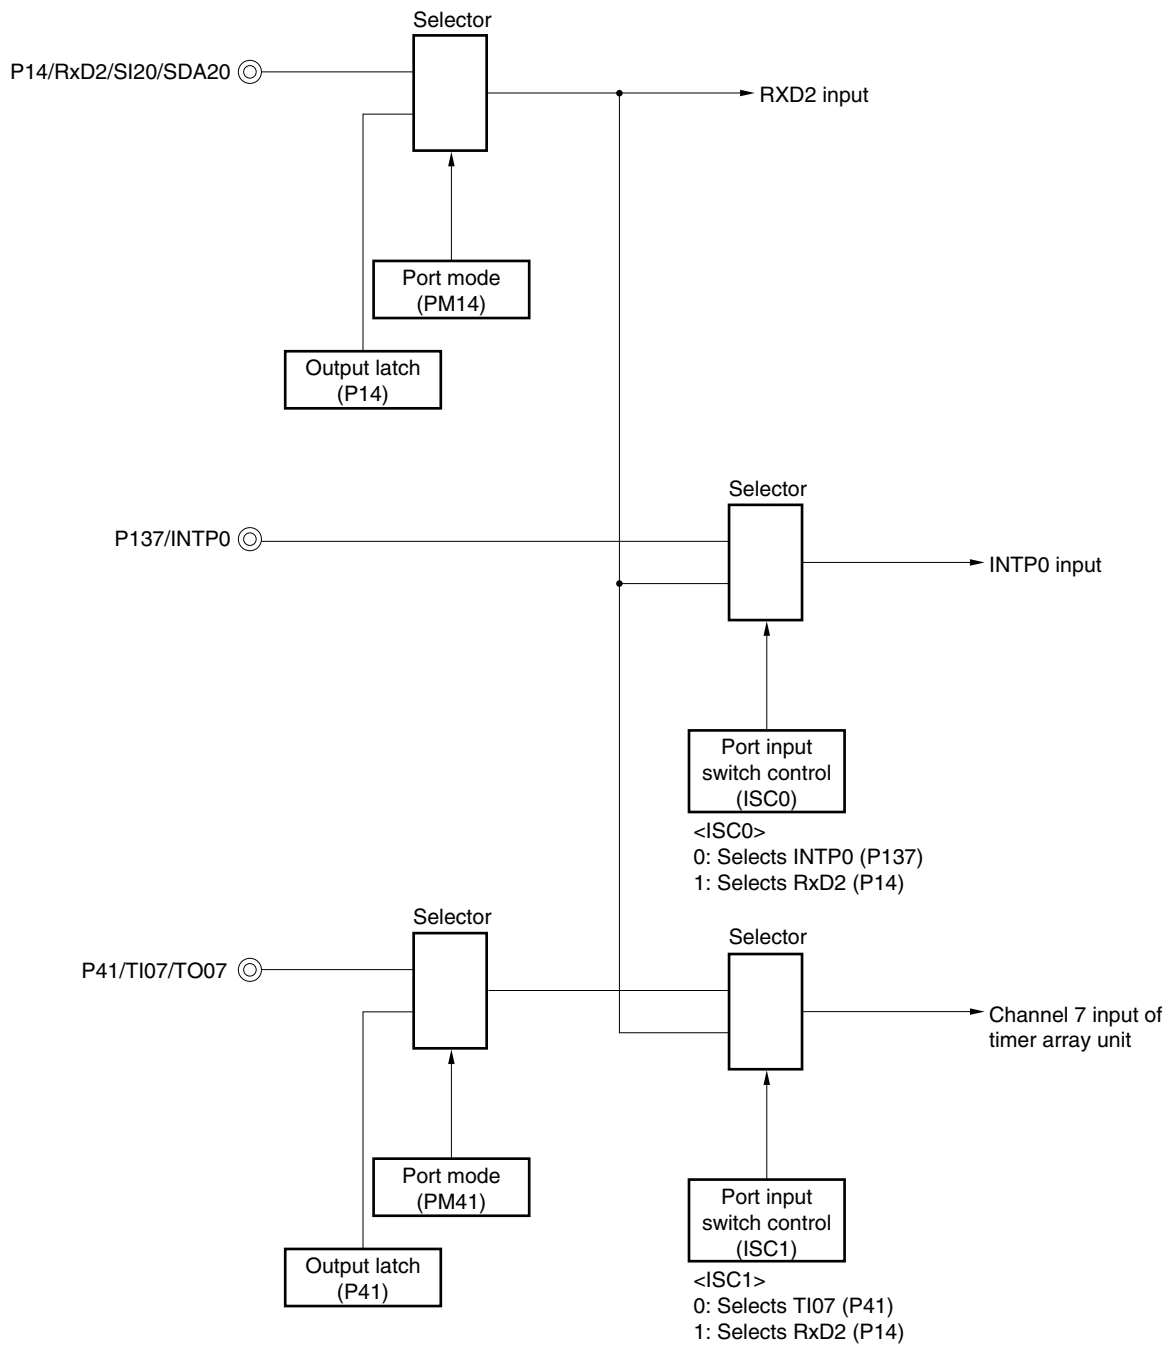 Selector
P14/RxD2/SI20/SDA20
RXD2 input
Port mode
(PM14)
Output latch
(P14)
Selector
P137/INTP0
INTP0 input
Port input
switch control
(ISC0)
<ISC0>
0: Selects INTP0 (P137)
1: Selects RxD2 (P14)
Selector
Selector
P41/TI07/TO07
Channel 7 input of
timer array unit
Port mode
(PM41)
Port input
switch control
(ISC1)
Output latch
(P41)
<ISC1>
0: Selects TI07 (P41)
1: Selects RxD2 (P14)